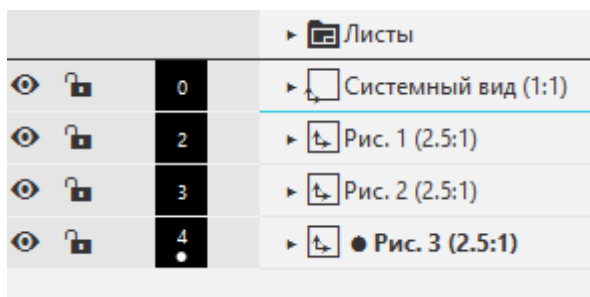 Листы
0 Системный вид (1:1)
2 Рис. 1 (2.5:1)
3 Рис. 2 (2.5:1)
4 Рис. 3 (2.5:1)